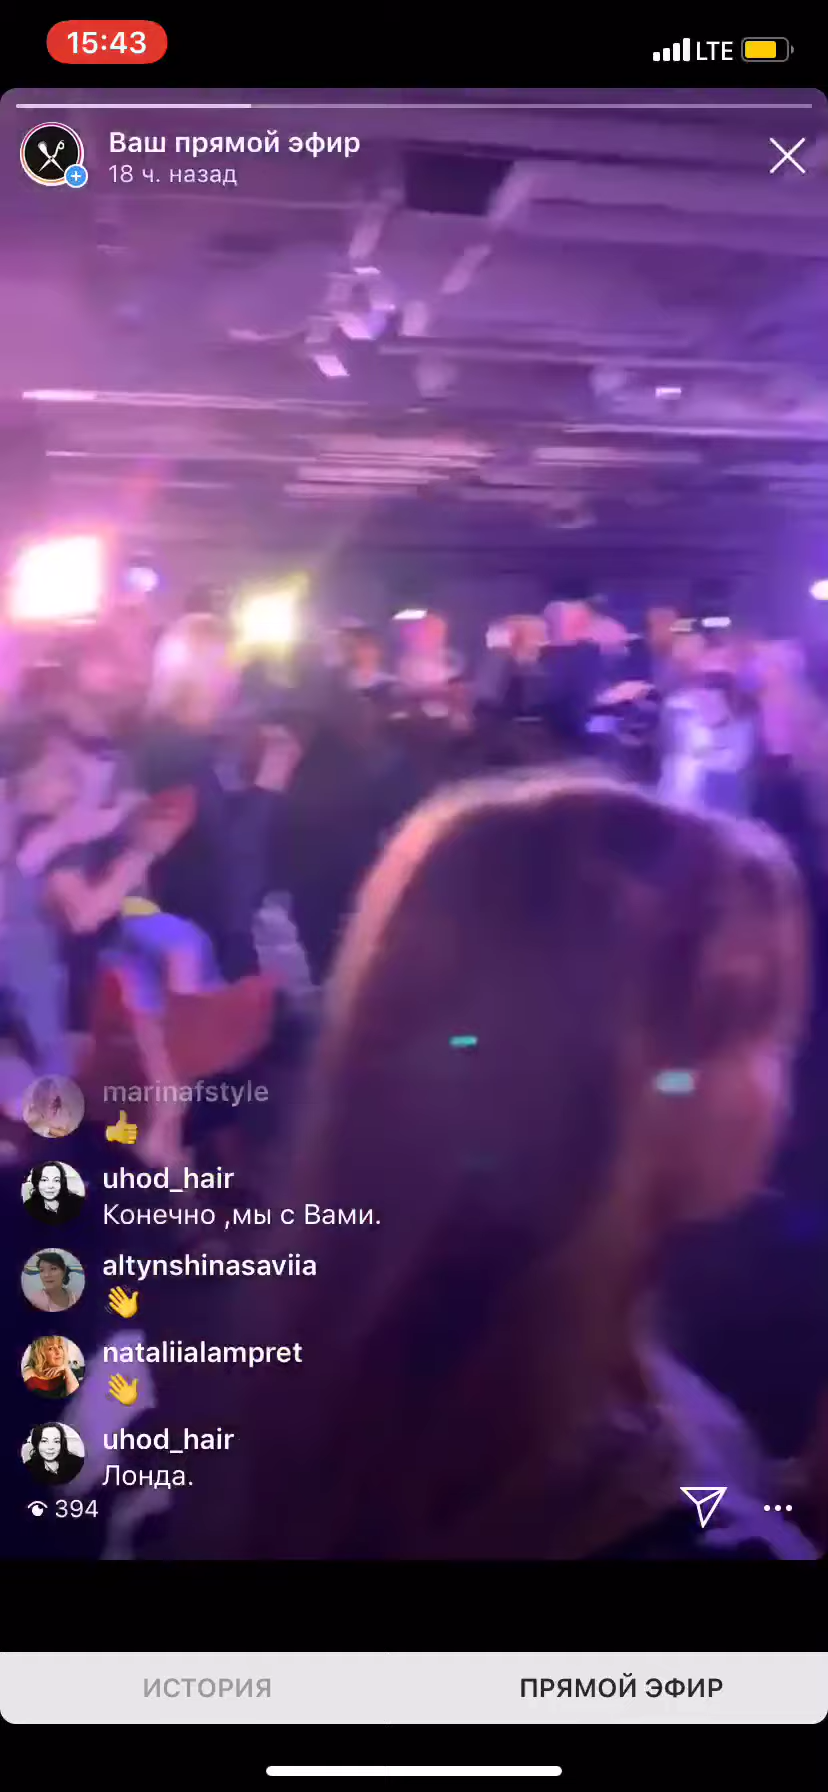 15:43
LTE
Ваш прямой эфир
18 ч. назад
marinafstyle
👍
uhod_hair
Конечно ,мы с Вами.
altynshinasaviia
👋
nataliialampret
👋
uhod_hair
Лонда.
394
ИСТОРИЯ
ПРЯМОЙ ЭФИР